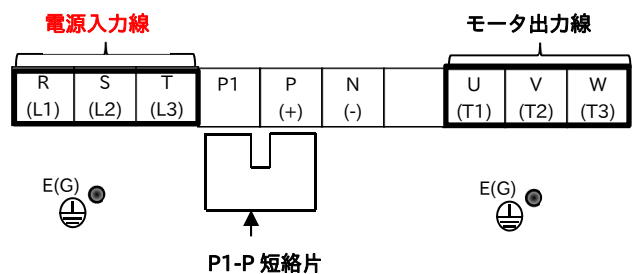 電源入力線
モータ出力線
R S T P1 P N U V W
(L1) (L2) (L3) (+) (-) (T1) (T2) (T3)
E(G) E(G)
P1-P 短絡片